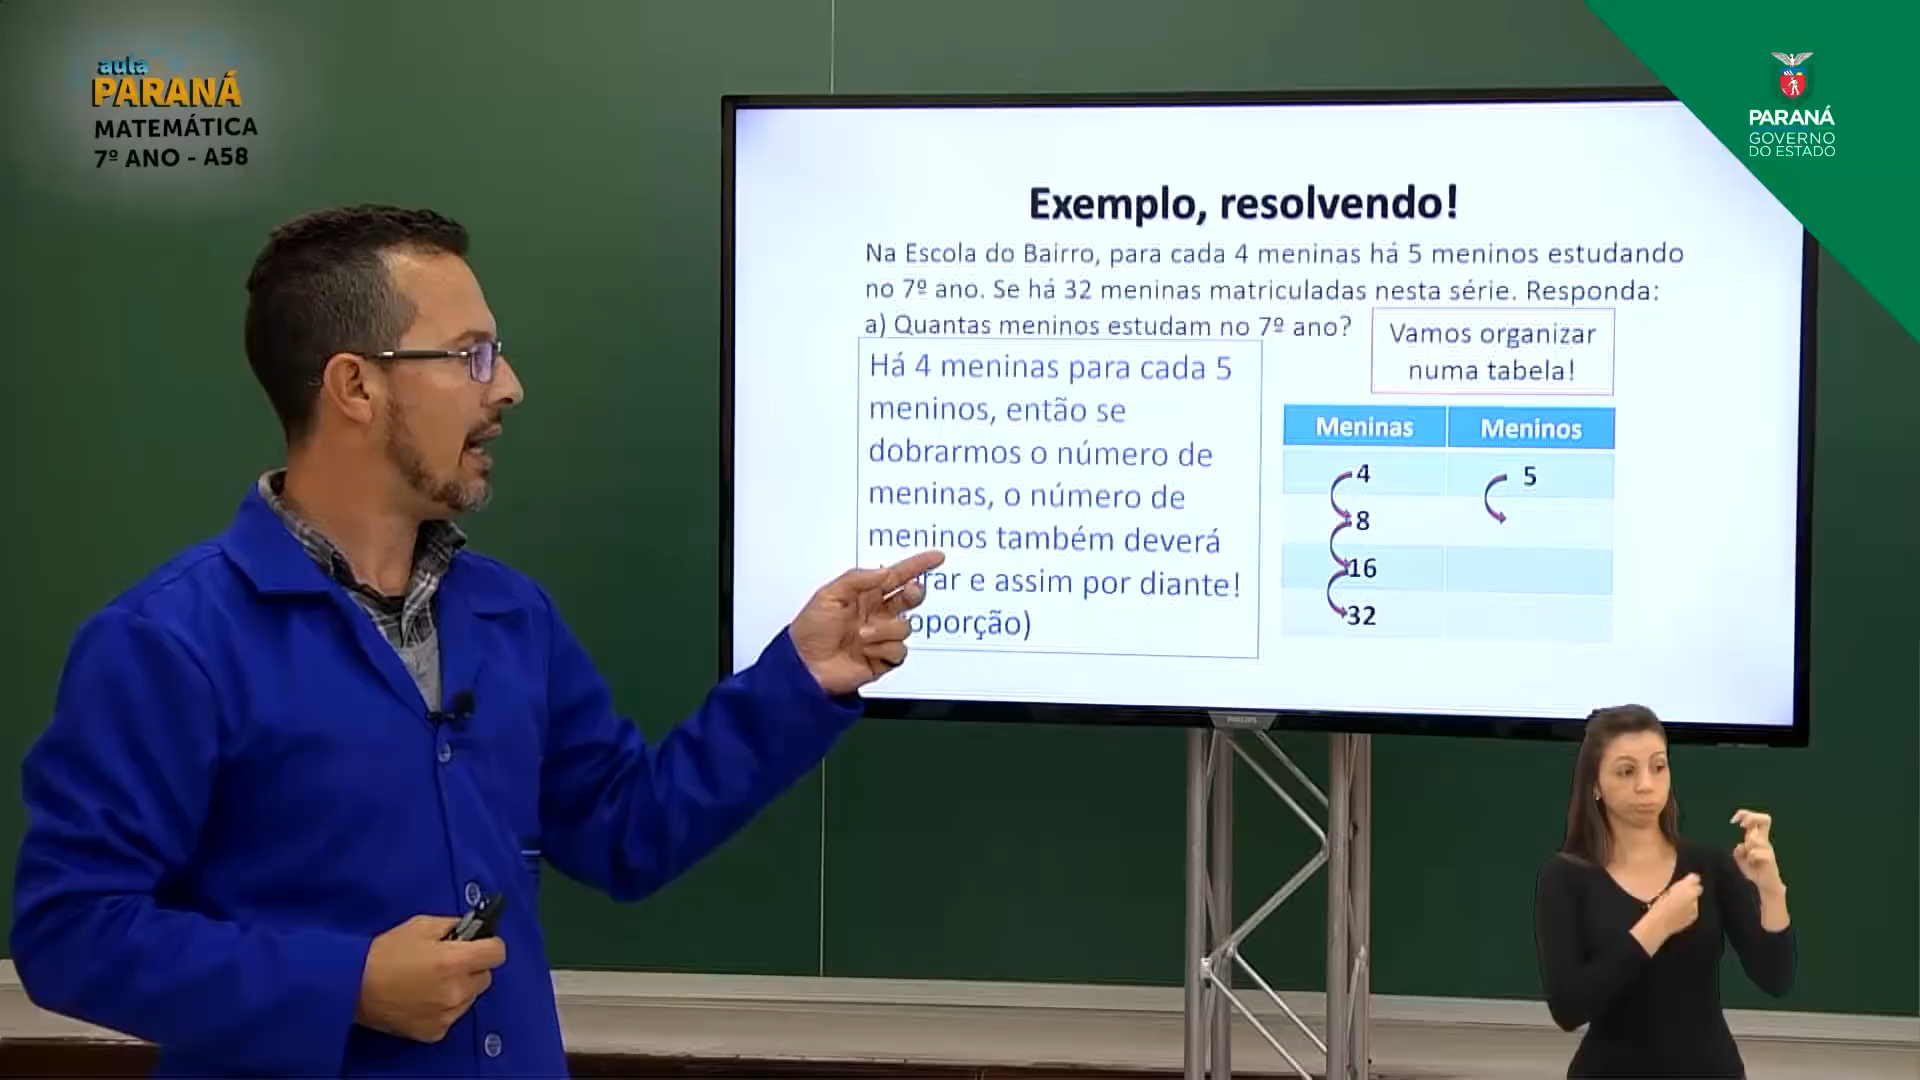 aula
PARANÁ
MATEMÁTICA
7º ANO - A58
PARANÁ
GOVERNO
DO ESTADO
Exemplo, resolvendo!
Na Escola do Bairro, para cada 4 meninas há 5 meninos estudando
no 7º ano. Se há 32 meninas matriculadas nesta série. Responda:
a) Quantas meninos estudam no 7º ano?
Vamos organizar
numa tabela!
Há 4 meninas para cada 5
meninos, então se
dobrarmos o número de
meninas, o número de
meninos também deverá
e assim por diante!
Meninas Meninos
4 5
8
16
32
PHILIPS